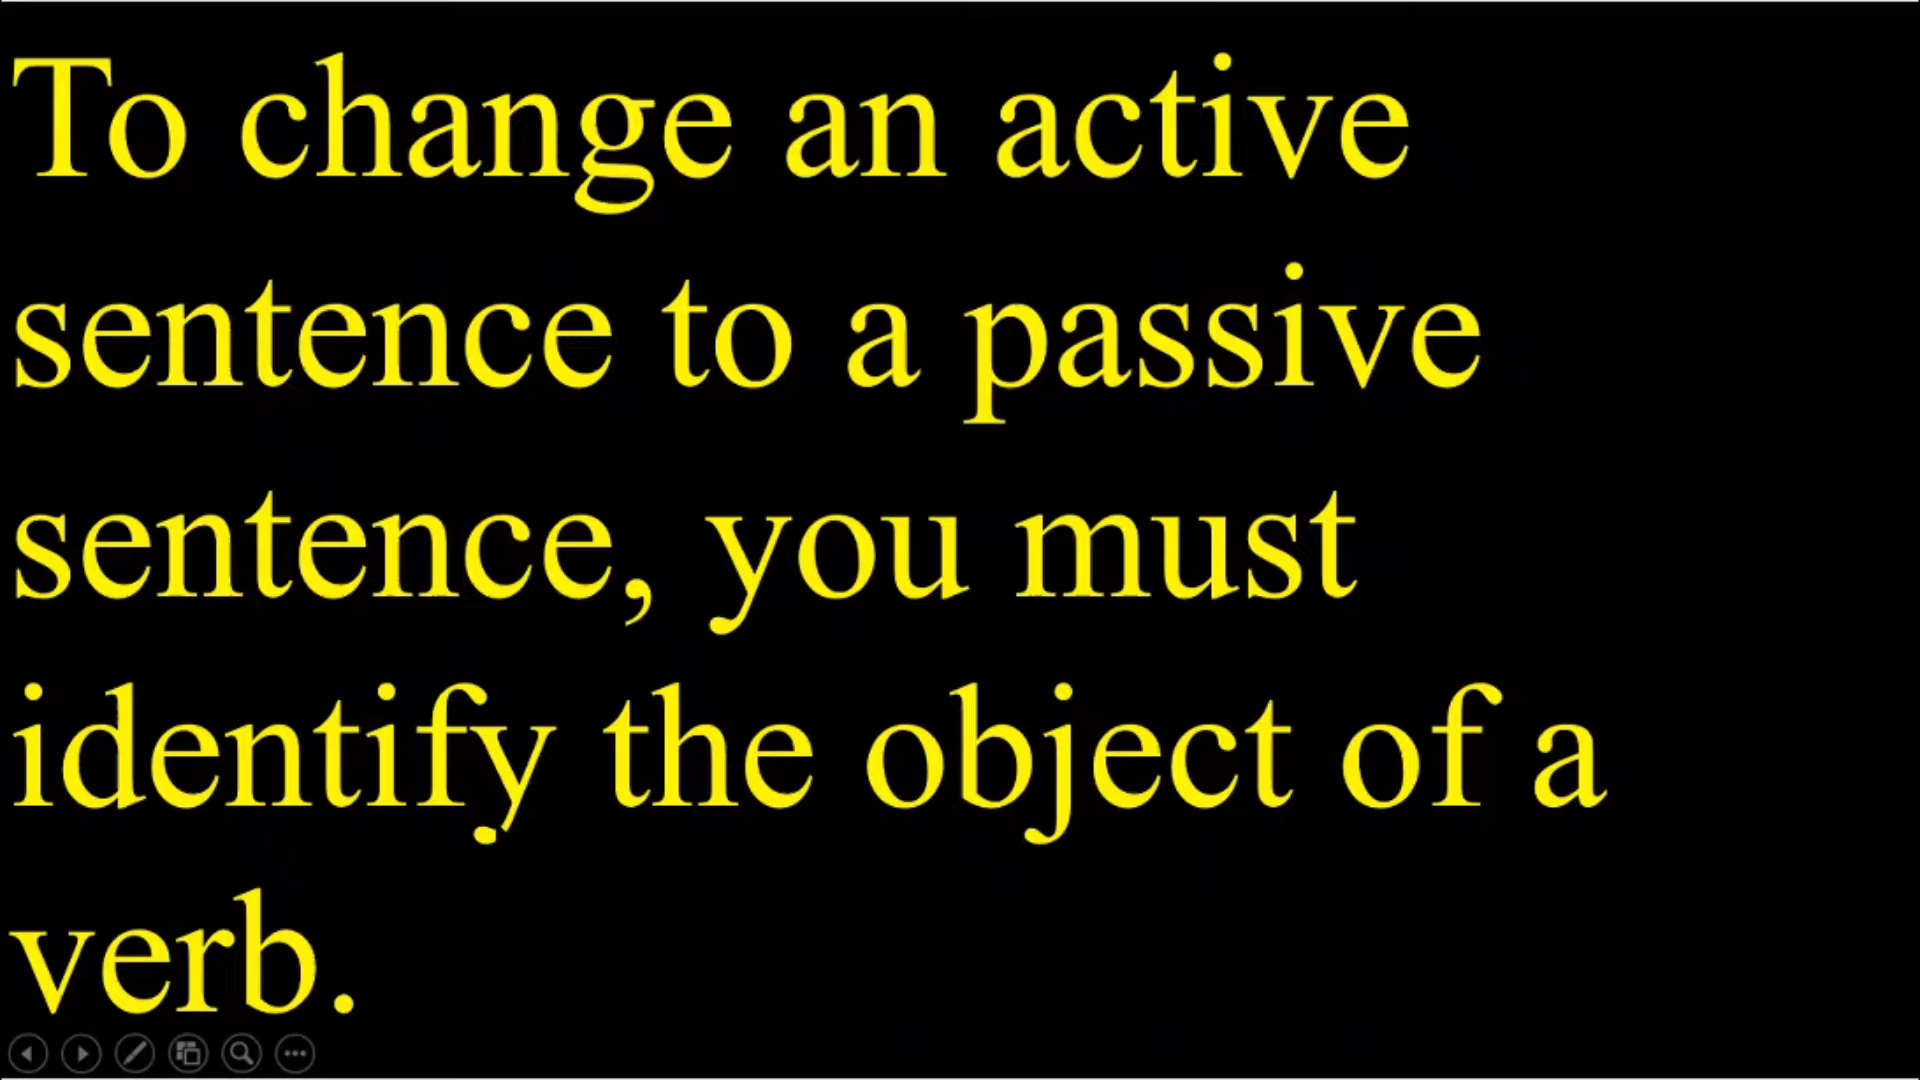 To change an active
sentence to a passive
sentence, you must
identify the object of a
verb.